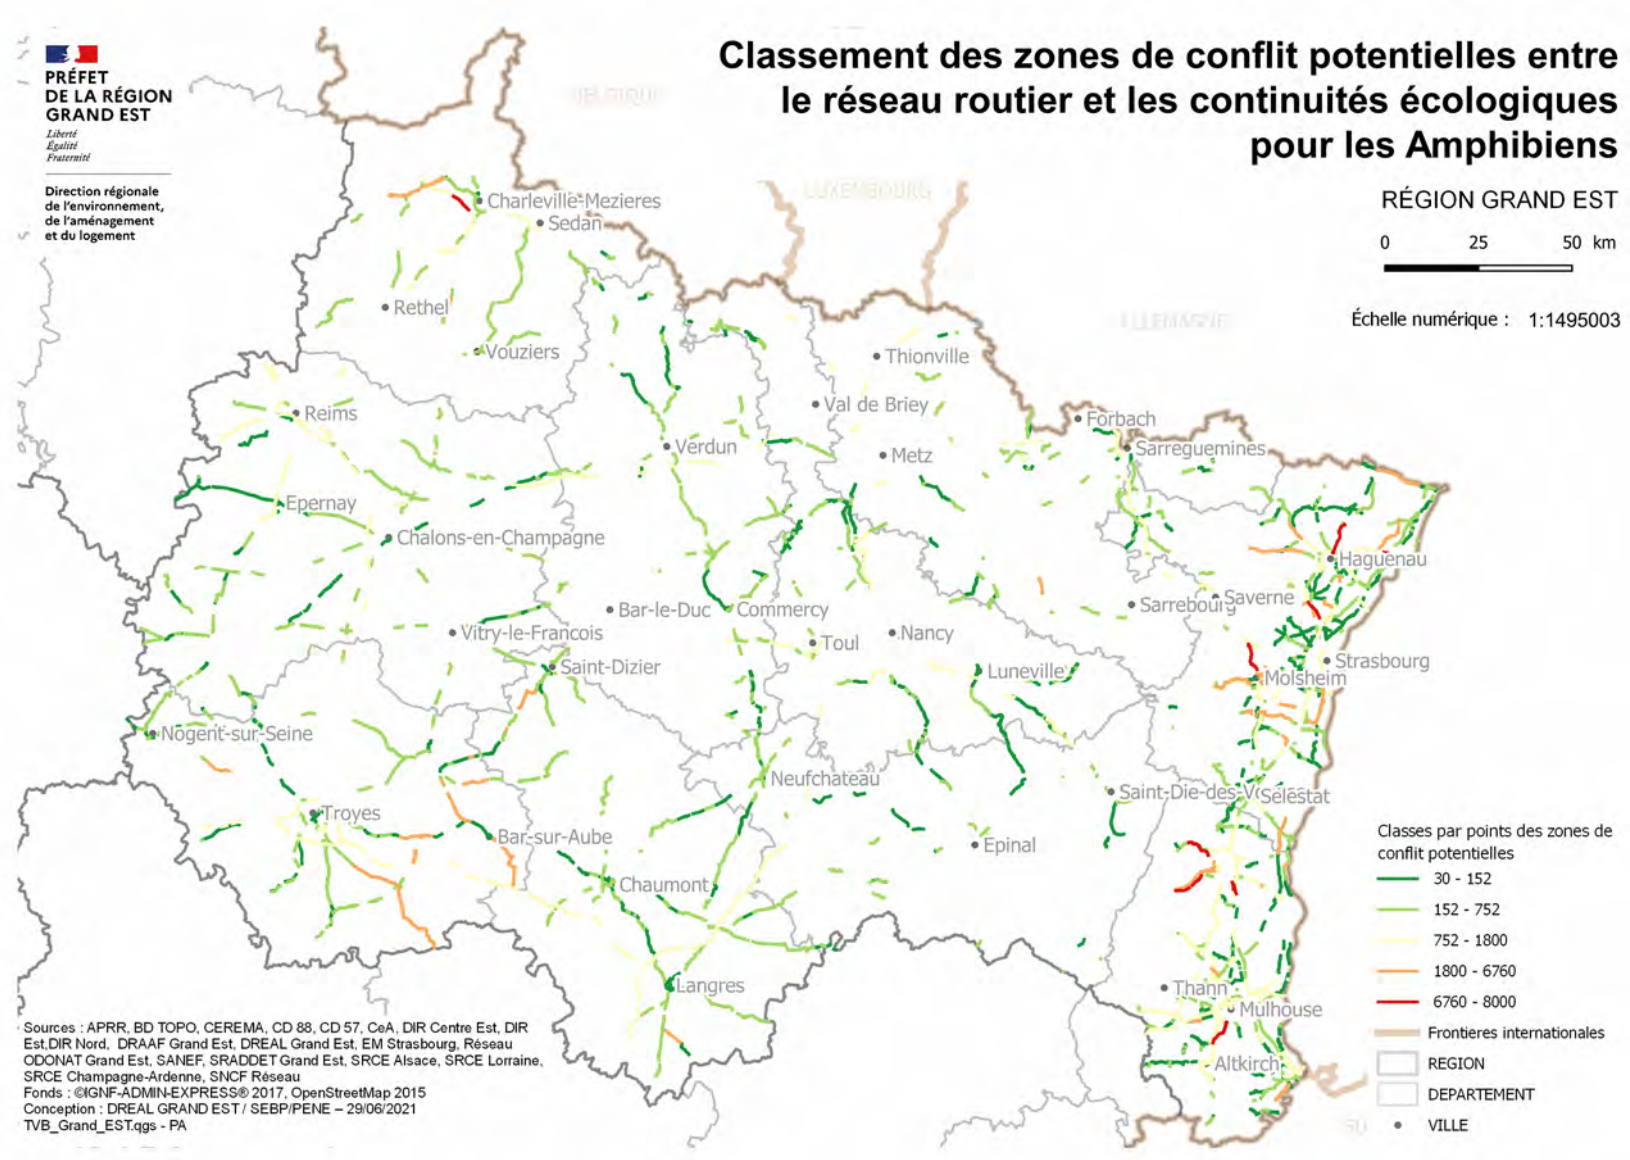 PRÉFET
DE LA RÉGION
GRAND EST
Liberté
Égalité
Fraternité
Direction régionale
de l'environnement,
de l'aménagement
et du logement
Classement des zones de conflit potentielles entre
le réseau routier et les continuités écologiques
pour les Amphibiens
RÉGION GRAND EST
0 25 50 km
Échelle numérique : 1:1495003
BELGIQUE
LUXEMBOURG
ALLEMAGNE
Charleville-Mezieres
Sedan
Rethel
Vouziers
Thionville
Reims
Val de Briey
Forbach
Verdun
Metz
Sarreguemines
Epernay
Chalons-en-Champagne
Haguenau
Bar-le-Duc
Commercy
Sarrebourg
Saverne
Vitry-le-Francois
Toul
Nancy
Saint-Dizier
Luneville
Strasbourg
Molsheim
Nogent-sur-Seine
Neufchateau
Saint-Die-des-V
Selestat
Troyes
Bar-sur-Aube
Epinal
Chaumont
Langres
Thann
Mulhouse
Altkirch
Classes par points des zones de
conflit potentielles
30 - 152
152 - 752
752 - 1800
1800 - 6760
6760 - 8000
Frontieres internationales
REGION
DEPARTEMENT
VILLE
Sources : APRR, BD TOPO, CEREMA, CD 88, CD 57, CeA, DIR Centre Est, DIR
Est,DIR Nord, DRAAF Grand Est, DREAL Grand Est, EM Strasbourg, Réseau
ODONAT Grand Est, SANEF, SRADDET Grand Est, SRCE Alsace, SRCE Lorraine,
SRCE Champagne-Ardenne, SNCF Réseau
Fonds : ©IGNF-ADMIN-EXPRESS® 2017, OpenStreetMap 2015
Conception : DREAL GRAND EST / SEBP/PENE – 29/06/2021
TVB_Grand_EST.qgs - PA